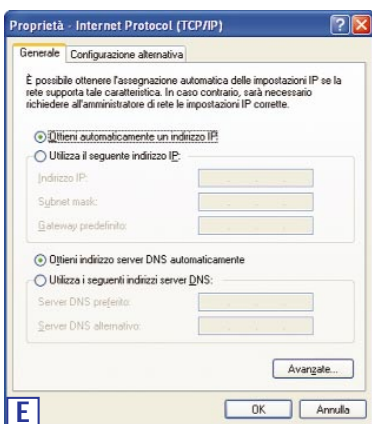 Proprietà - Internet Protocol (TCP/IP)
Generale
Configurazione alternativa
È possibile ottenere l'assegnazione automatica delle impostazioni IP se la
rete supporta tale caratteristica. In caso contrario, sarà necessario
richiedere all'amministratore di rete le impostazioni IP corrette.
Ottieni automaticamente un indirizzo IP
Utilizza il seguente indirizzo IP:
Indirizzo IP:
Subnet mask:
Gateway predefinito:
Ottieni indirizzo server DNS automaticamente
Utilizza i seguenti indirizzi server DNS:
Server DNS preferito:
Server DNS alternativo:
Avanzate...
E
OK
Annulla